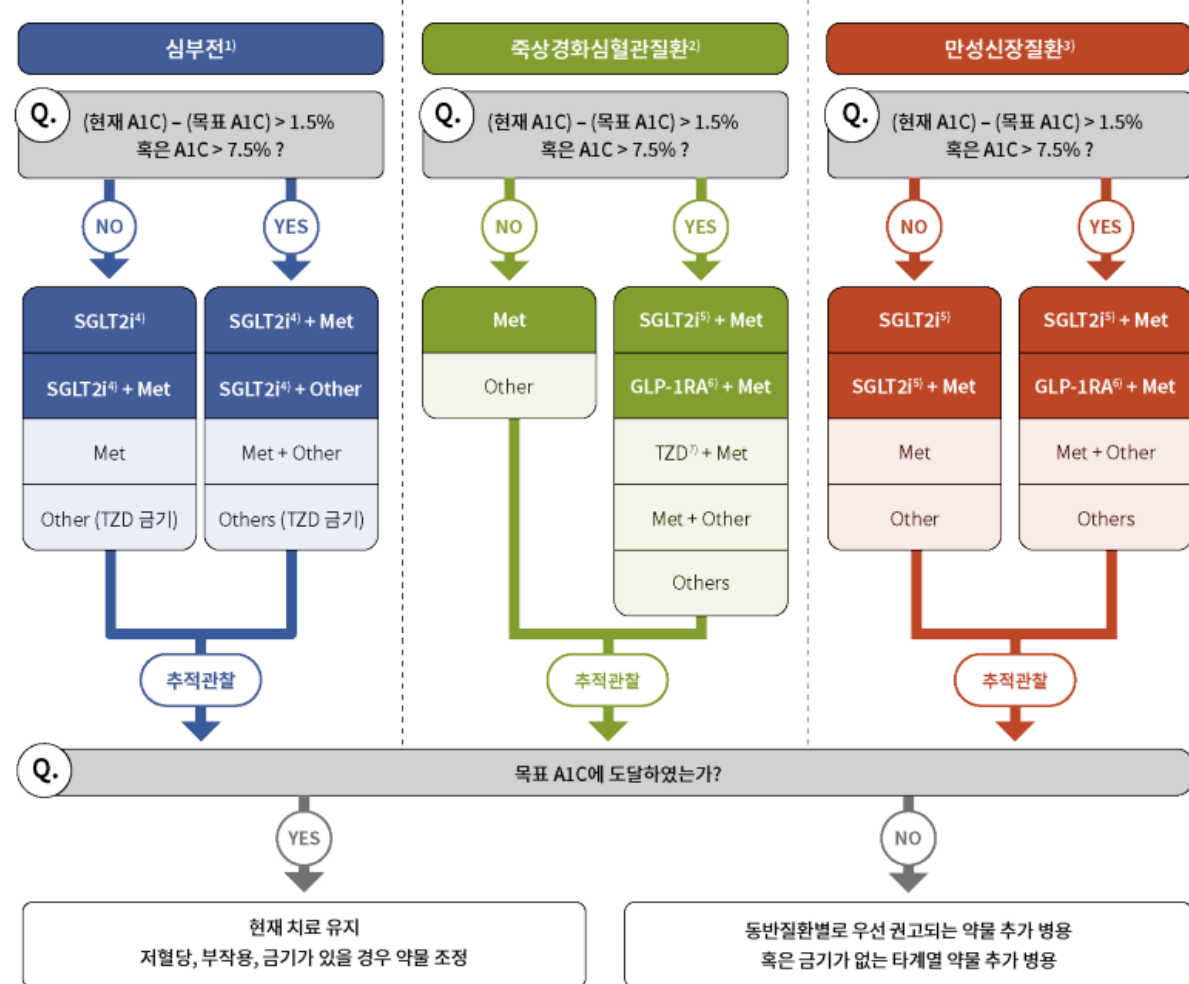 심부전1)
Q.
(현재 A1C) – (목표 A1C) > 1.5%
혹은 A1C > 7.5% ?
NO
YES
SGLT2i4)
SGLT2i4) + Met
Met
Other (TZD 금기)
SGLT2i4) + Met
SGLT2i4) + Other
Met + Other
Others (TZD 금기)
추적관찰
죽상경화심혈관질환2)
Q.
(현재 A1C) – (목표 A1C) > 1.5%
혹은 A1C > 7.5% ?
NO
YES
Met
Other
SGLT2i5) + Met
GLP-1RA6) + Met
TZD7) + Met
Met + Other
Others
추적관찰
만성신장질환3)
Q.
(현재 A1C) – (목표 A1C) > 1.5%
혹은 A1C > 7.5% ?
NO
YES
SGLT2i5)
SGLT2i5) + Met
Met
Other
SGLT2i5) + Met
GLP-1RA6) + Met
Met + Other
Others
추적관찰
Q.
목표 A1C에 도달하였는가?
YES
현재 치료 유지
저혈당, 부작용, 금기가 있을 경우 약물 조정
NO
동반질환별로 우선 권고되는 약물 추가 병용
혹은 금기가 없는 타계열 약물 추가 병용